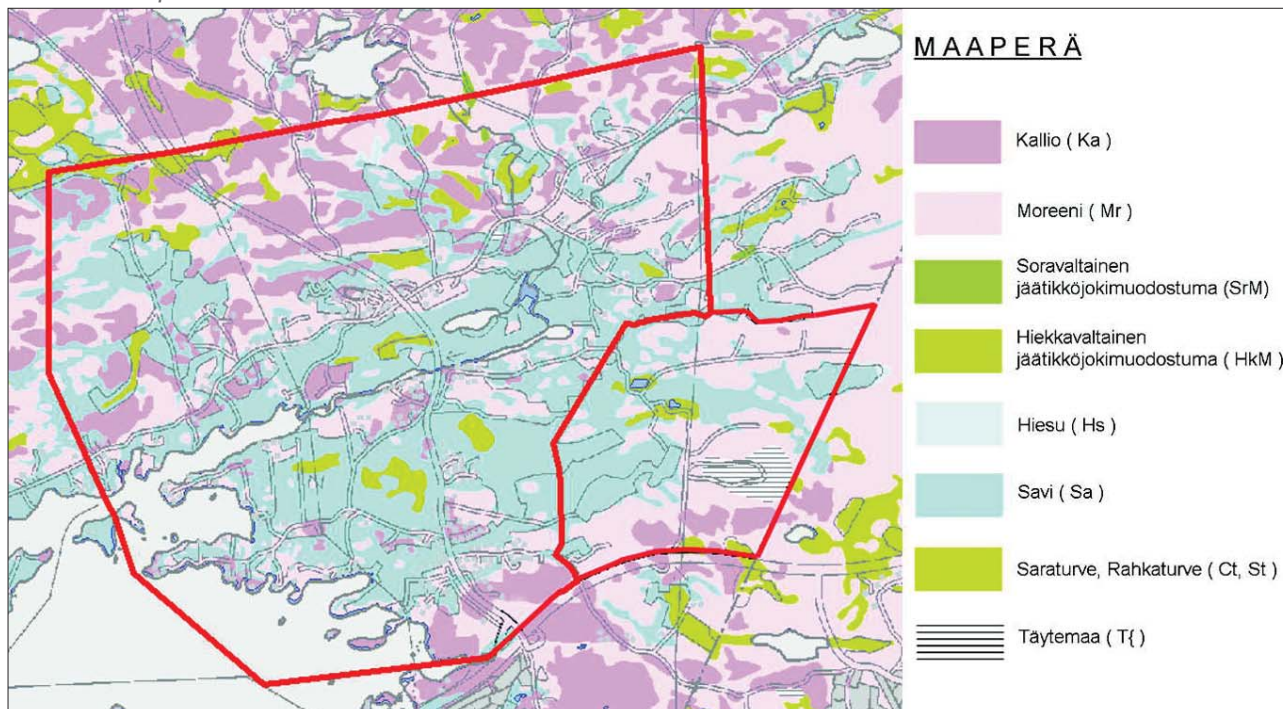 MAAPERÄ
Kallio ( Ka )
Moreeni ( Mr )
Soravaltainen
jäätikköjokimuodostuma (SrM)
Hiekkavaltainen
jäätikköjokimuodostuma ( HkM )
Hiesu ( Hs )
Savi ( Sa )
Saraturve, Rahkaturve ( Ct, St )
Täytemaa ( T{ )